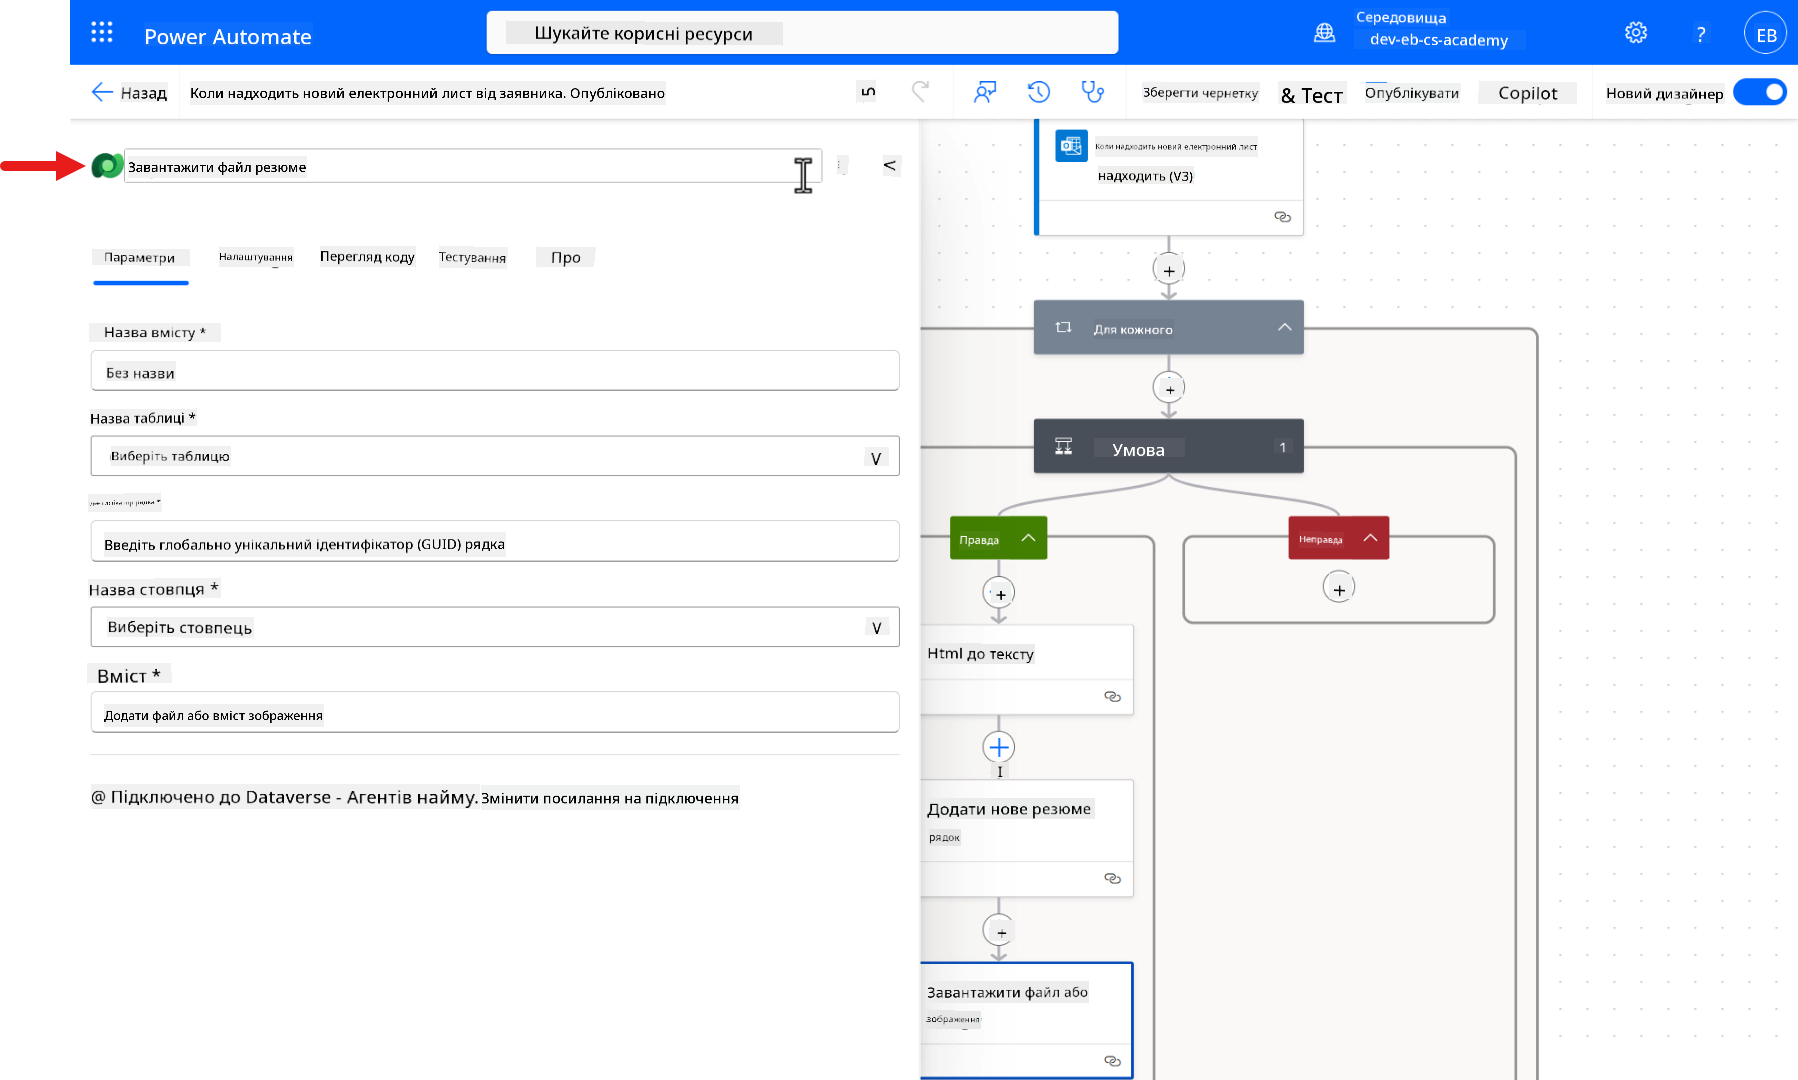 Power Automate
Шукайте корисні ресурси
Середовища
dev-eb-cs-academy
?
EB
Назад
Коли надходить новий електронний лист від заявника. Опубліковано
Зберегти чернетку
& Тест
Опублікувати
Copilot
Новий дизайнер
Завантажити файл резюме
Параметри
Налаштування
Перегляд коду
Тестування
Про
Назва вмісту *
Без назви
Назва таблиці *
Виберіть таблицю
Введіть глобально унікальний ідентифікатор (GUID) рядка
Назва стовпця *
Виберіть стовпець
Вміст *
Додати файл або вміст зображення
@ Підключено до Dataverse - Агентів найму. Змінити посилання на підключення
Коли надходить новий електронний лист
надходить (V3)
Для кожного
Умова
1
Правда
Неправда
Html до тексту
Додати нове резюме
рядок
Завантажити файл або
зображення